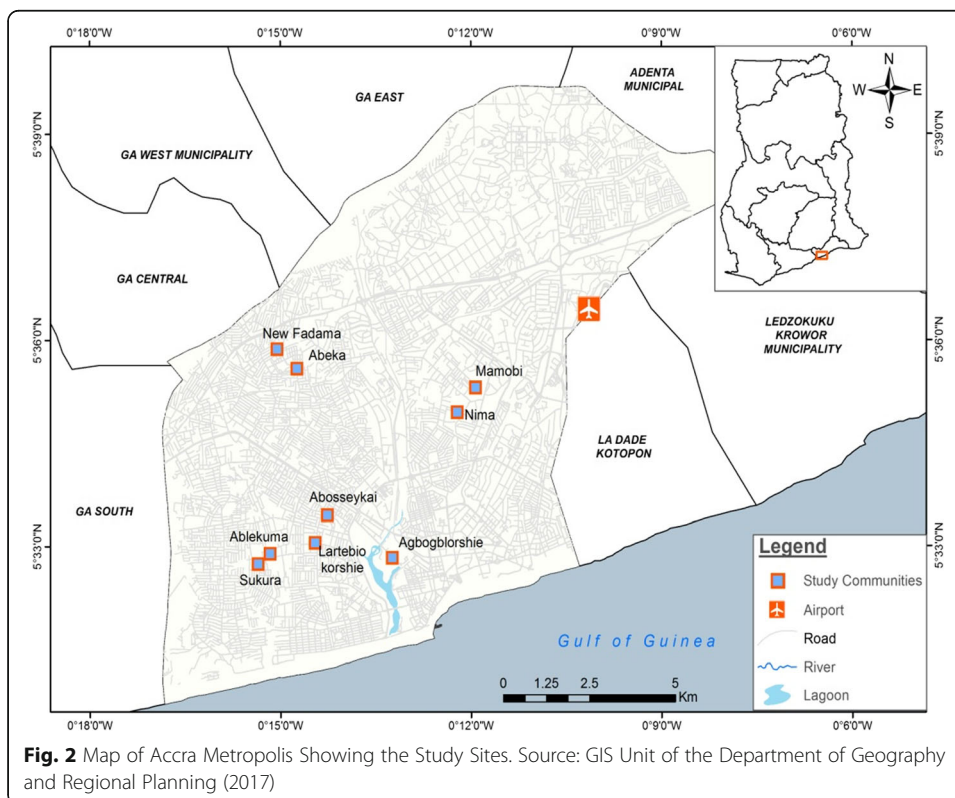 0°18'0"W 0°15'0"W 0°12'0"W 0°9'0"W 0°6'0"W
5°39'0"N
5°36'0"N
5°33'0"N
5°39'0"N
5°36'0"N
5°33'0"N
GA EAST
ADENTA
MUNICIPAL
GA WEST MUNICIPALITY
GA CENTRAL
GA SOUTH
LEDZOKUKU
KROWOR
MUNICIPALITY
LA DADE
KOTOPON
N
W E
S
New Fadama
Abeka
Mamobi
Nima
Abosseykai
Ablekuma
Lartebio
korshie
Sukura
Agbogblorshie
Gulf of Guinea
0 1.25 2.5 5
Km
Legend
Study Communities
Airport
Road
River
Lagoon
0°18'0"W 0°15'0"W 0°12'0"W 0°9'0"W 0°6'0"W
Fig. 2 Map of Accra Metropolis Showing the Study Sites. Source: GIS Unit of the Department of Geography
and Regional Planning (2017)